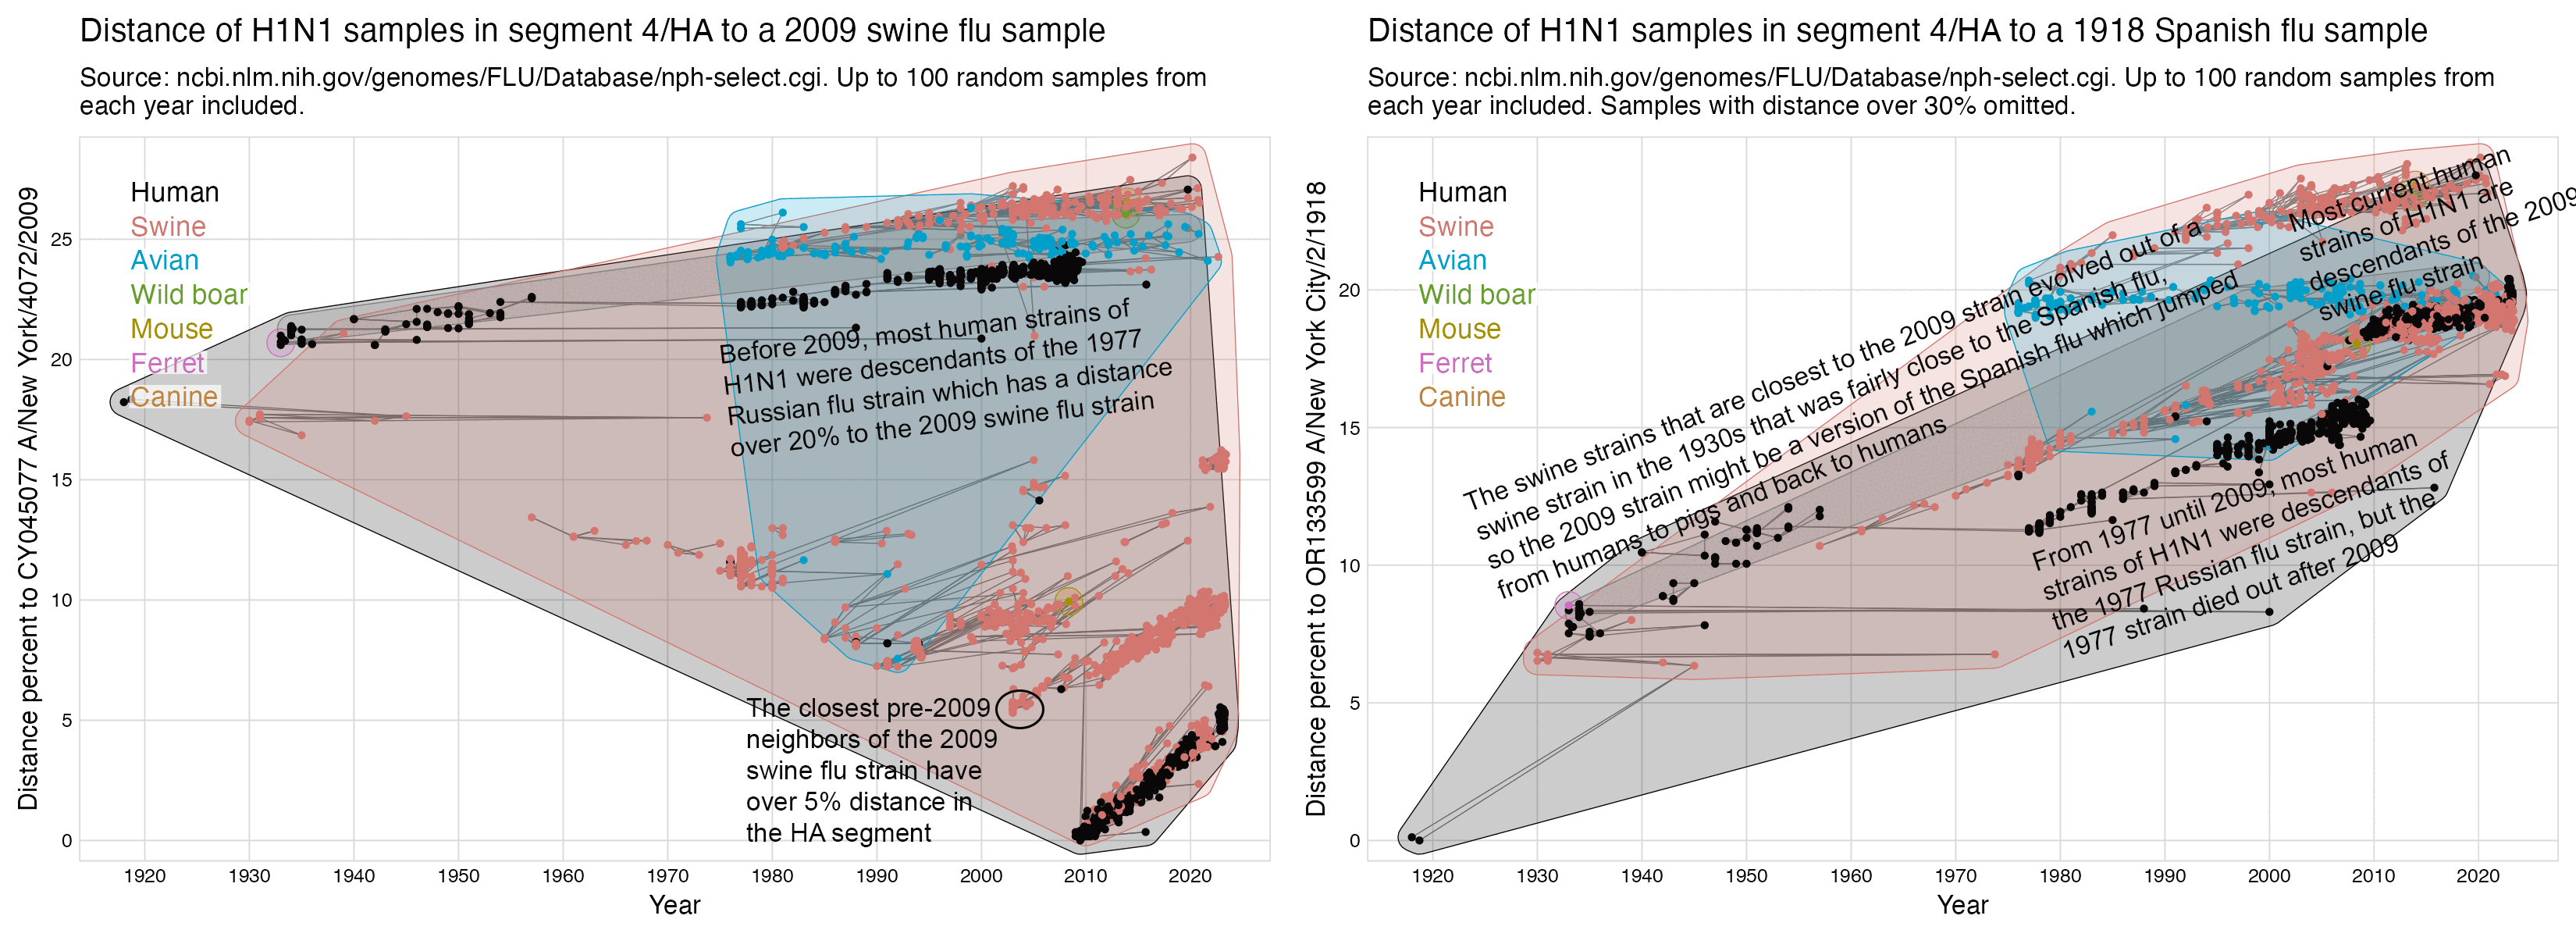 Distance of H1N1 samples in segment 4/HA to a 2009 swine flu sample
Source: ncbi.nlm.nih.gov/genomes/FLU/Database/nph-select.cgi. Up to 100 random samples from
each year included.
Distance percent to CY045077 A/New York/4072/2009
25
20
15
10
5
0
Human
Swine
Avian
Wild boar
Mouse
Ferret
Canine
Before 2009, most human strains of
H1N1 were descendants of the 1977
Russian flu strain which has a distance
over 20% to the 2009 swine flu strain
The closest pre-2009
neighbors of the 2009
swine flu strain have
over 5% distance in
the HA segment
1920 1930 1940 1950 1960 1970 1980 1990 2000 2010 2020
Year
Distance of H1N1 samples in segment 4/HA to a 1918 Spanish flu sample
Source: ncbi.nlm.nih.gov/genomes/FLU/Database/nph-select.cgi. Up to 100 random samples from
each year included. Samples with distance over 30% omitted.
Distance percent to OR133599 A/New York City/2/1918
20
15
10
5
0
Human
Swine
Avian
Wild boar
Mouse
Ferret
Canine
Most current human
strains of H1N1 are
descendants of the 2009
swine flu strain
The swine strains that are closest to the 2009 strain evolved out of a
swine strain in the 1930s that was fairly close to the Spanish flu,
so the 2009 strain might be a version of the Spanish flu which jumped
from humans to pigs and back to humans
From 1977 until 2009, most human
strains of H1N1 were descendants of
the 1977 Russian flu strain, but the
1977 strain died out after 2009
1920 1930 1940 1950 1960 1970 1980 1990 2000 2010 2020
Year